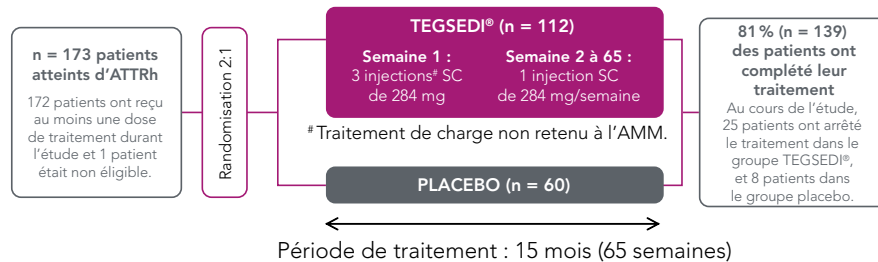 n = 173 patients
atteints d’ATTRh
172 patients ont reçu
au moins une dose
de traitement durant
l’étude et 1 patient
était non éligible.
Randomisation 2:1
TEGSEDI® (n = 112)
Semaine 1 :
3 injections# SC
de 284 mg
Semaine 2 à 65 :
1 injection SC
de 284 mg/semaine
# Traitement de charge non retenu à l’AMM.
PLACEBO (n = 60)
Période de traitement : 15 mois (65 semaines)
81 % (n = 139)
des patients ont
complété leur
traitement
Au cours de l’étude,
25 patients ont arrêté
le traitement dans le
groupe TEGSEDI®,
et 8 patients dans
le groupe placebo.